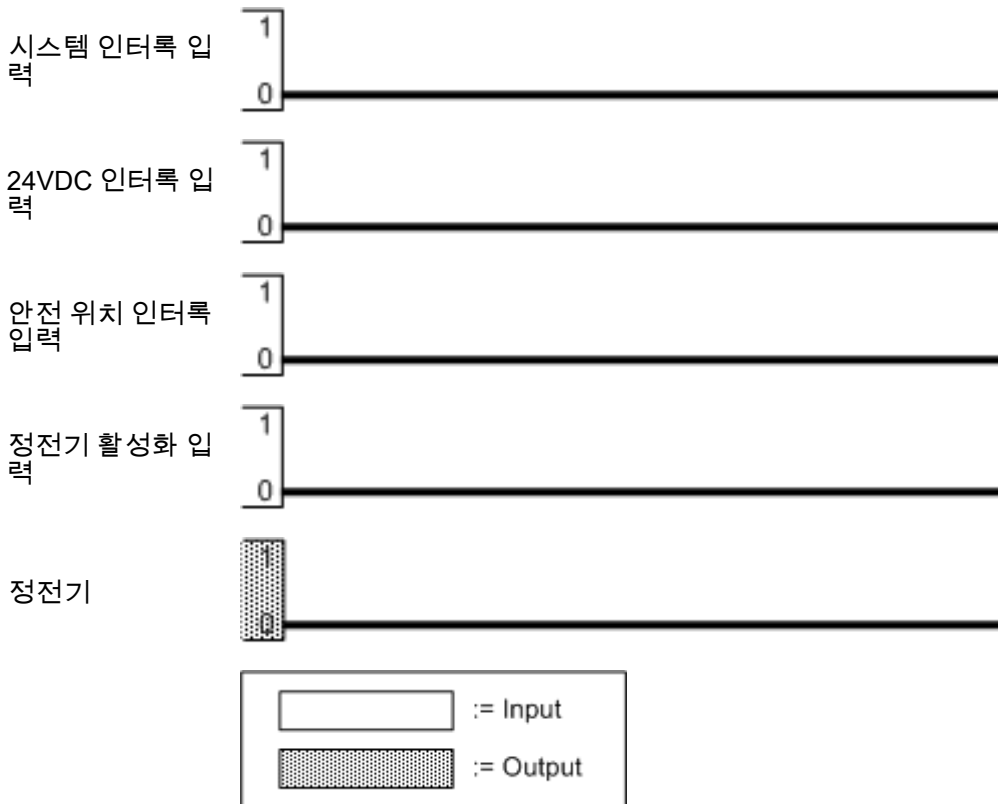 시스템 인터록 입
력
1
0
24VDC 인터록 입
력
1
0
안전 위치 인터록
입력
1
0
정전기 활성화 입
력
1
0
정전기
1
0
:= Input
:= Output